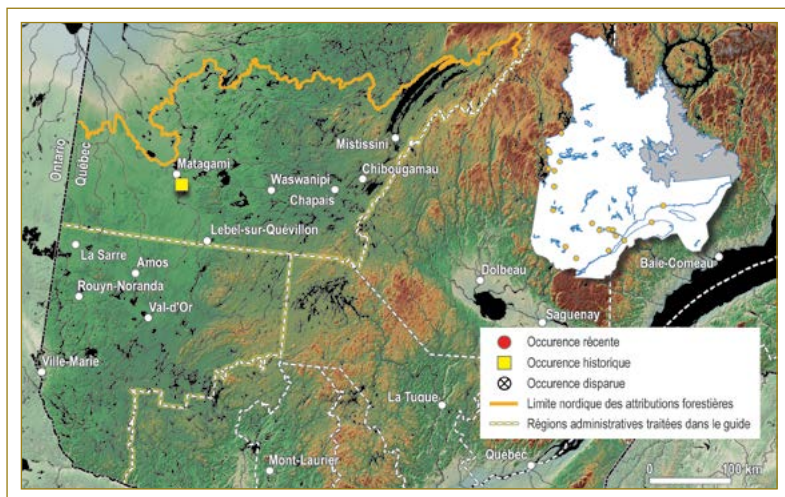 Ontario
Québec
Matagami
Mistissini
Waswanipi
Chibougamau
Chapais
Lebel-sur-Quévillon
La Sarre
Amos
Rouyn-Noranda
Val-d'Or
Ville-Marie
Dolbeau
Baie-Comeau
Saguenay
La Tuque
Mont-Laurier
Québec
Occurence récente
Occurence historique
Occurence disparue
Limite nordique des attributions forestières
Régions administratives traitées dans le guide
0 100 km